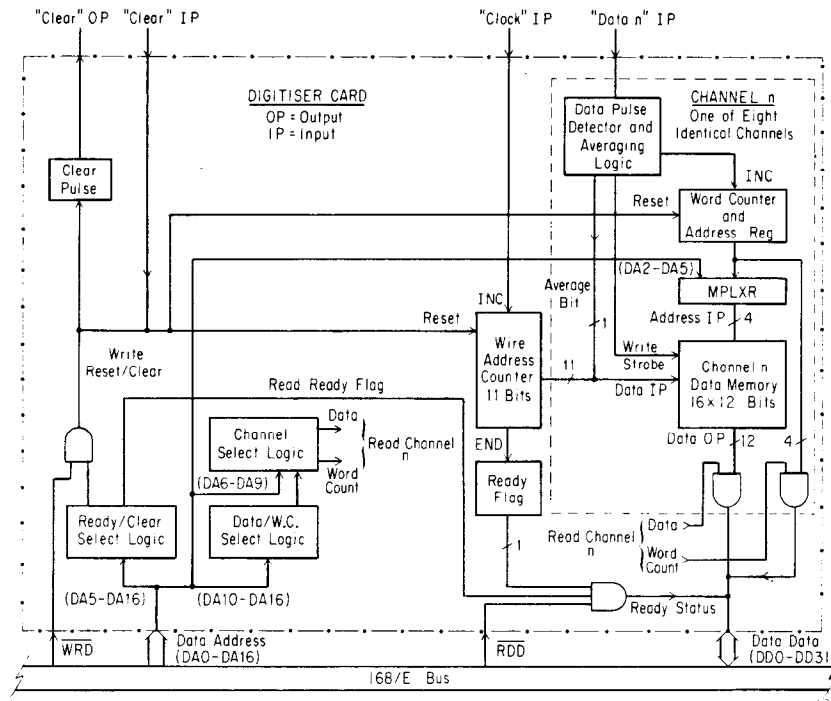 "Clear" OP
"Clear" IP
"Clock" IP
"Data n" IP
DIGITISER CARD
OP = Output
IP = Input
CHANNEL n
One of Eight
Identical Channels
Data Pulse
Detector and
Averaging
Logic
Clear
Pulse
INC
Reset
Word Counter
and
Address Reg
(DA2-DA5)
MPLXR
Average
Bit
INC
Address IP
4
Reset
Write
Reset/Clear
Wire
Address
Counter
11 Bits
1
11
Write
Strobe
Data IP
Channel n
Data Memory
16×12 Bits
Read Ready Flag
Data OP
12
4
Channel
Select Logic
Data
Word
Count
Read Channel
n
END
(DA6-DA9)
Ready
Flag
Ready/Clear
Select Logic
Data/W.C.
Select Logic
1
Read Channel
n
Data
Word
Count
(DA5-DA16)
(DA10-DA16)
Ready Status
WRD
Data Address
(DA0-DA16)
RDD
Data Data
(DD0-DD31)
168/E Bus